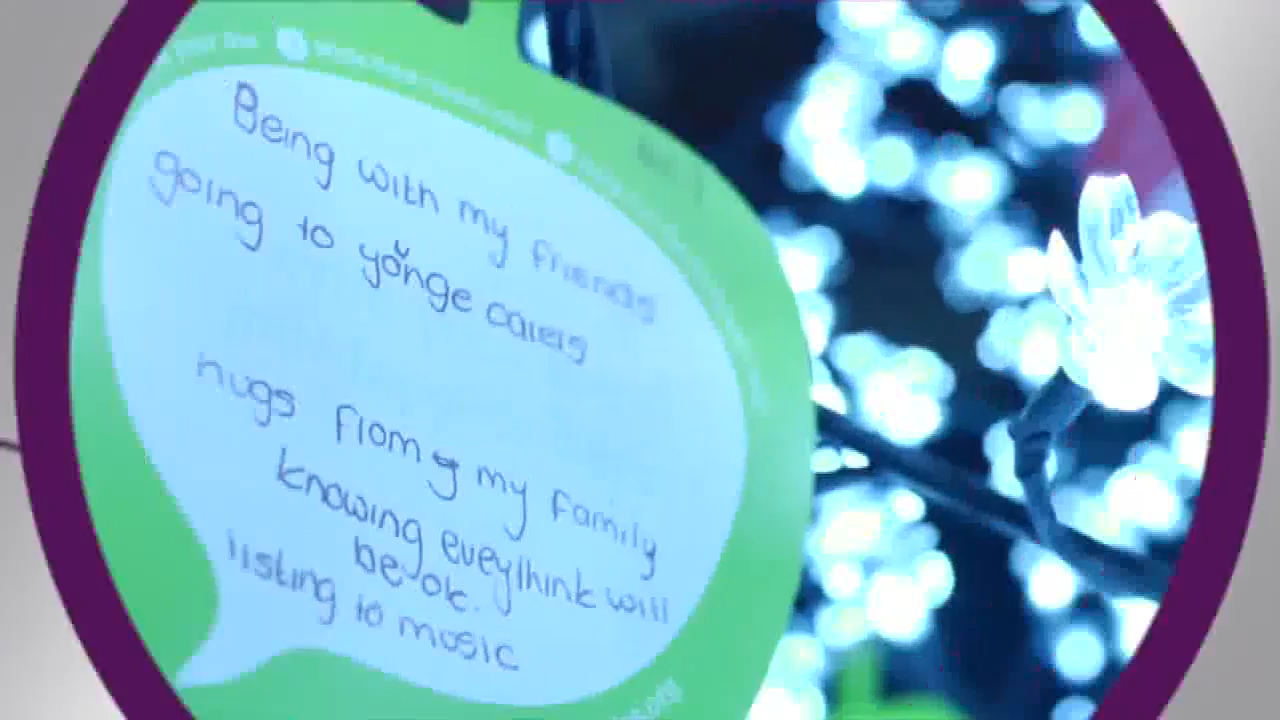 Being with my friends
going to yonge carers
hugs from my family
knowing eveythink will
be ok.
listing to music